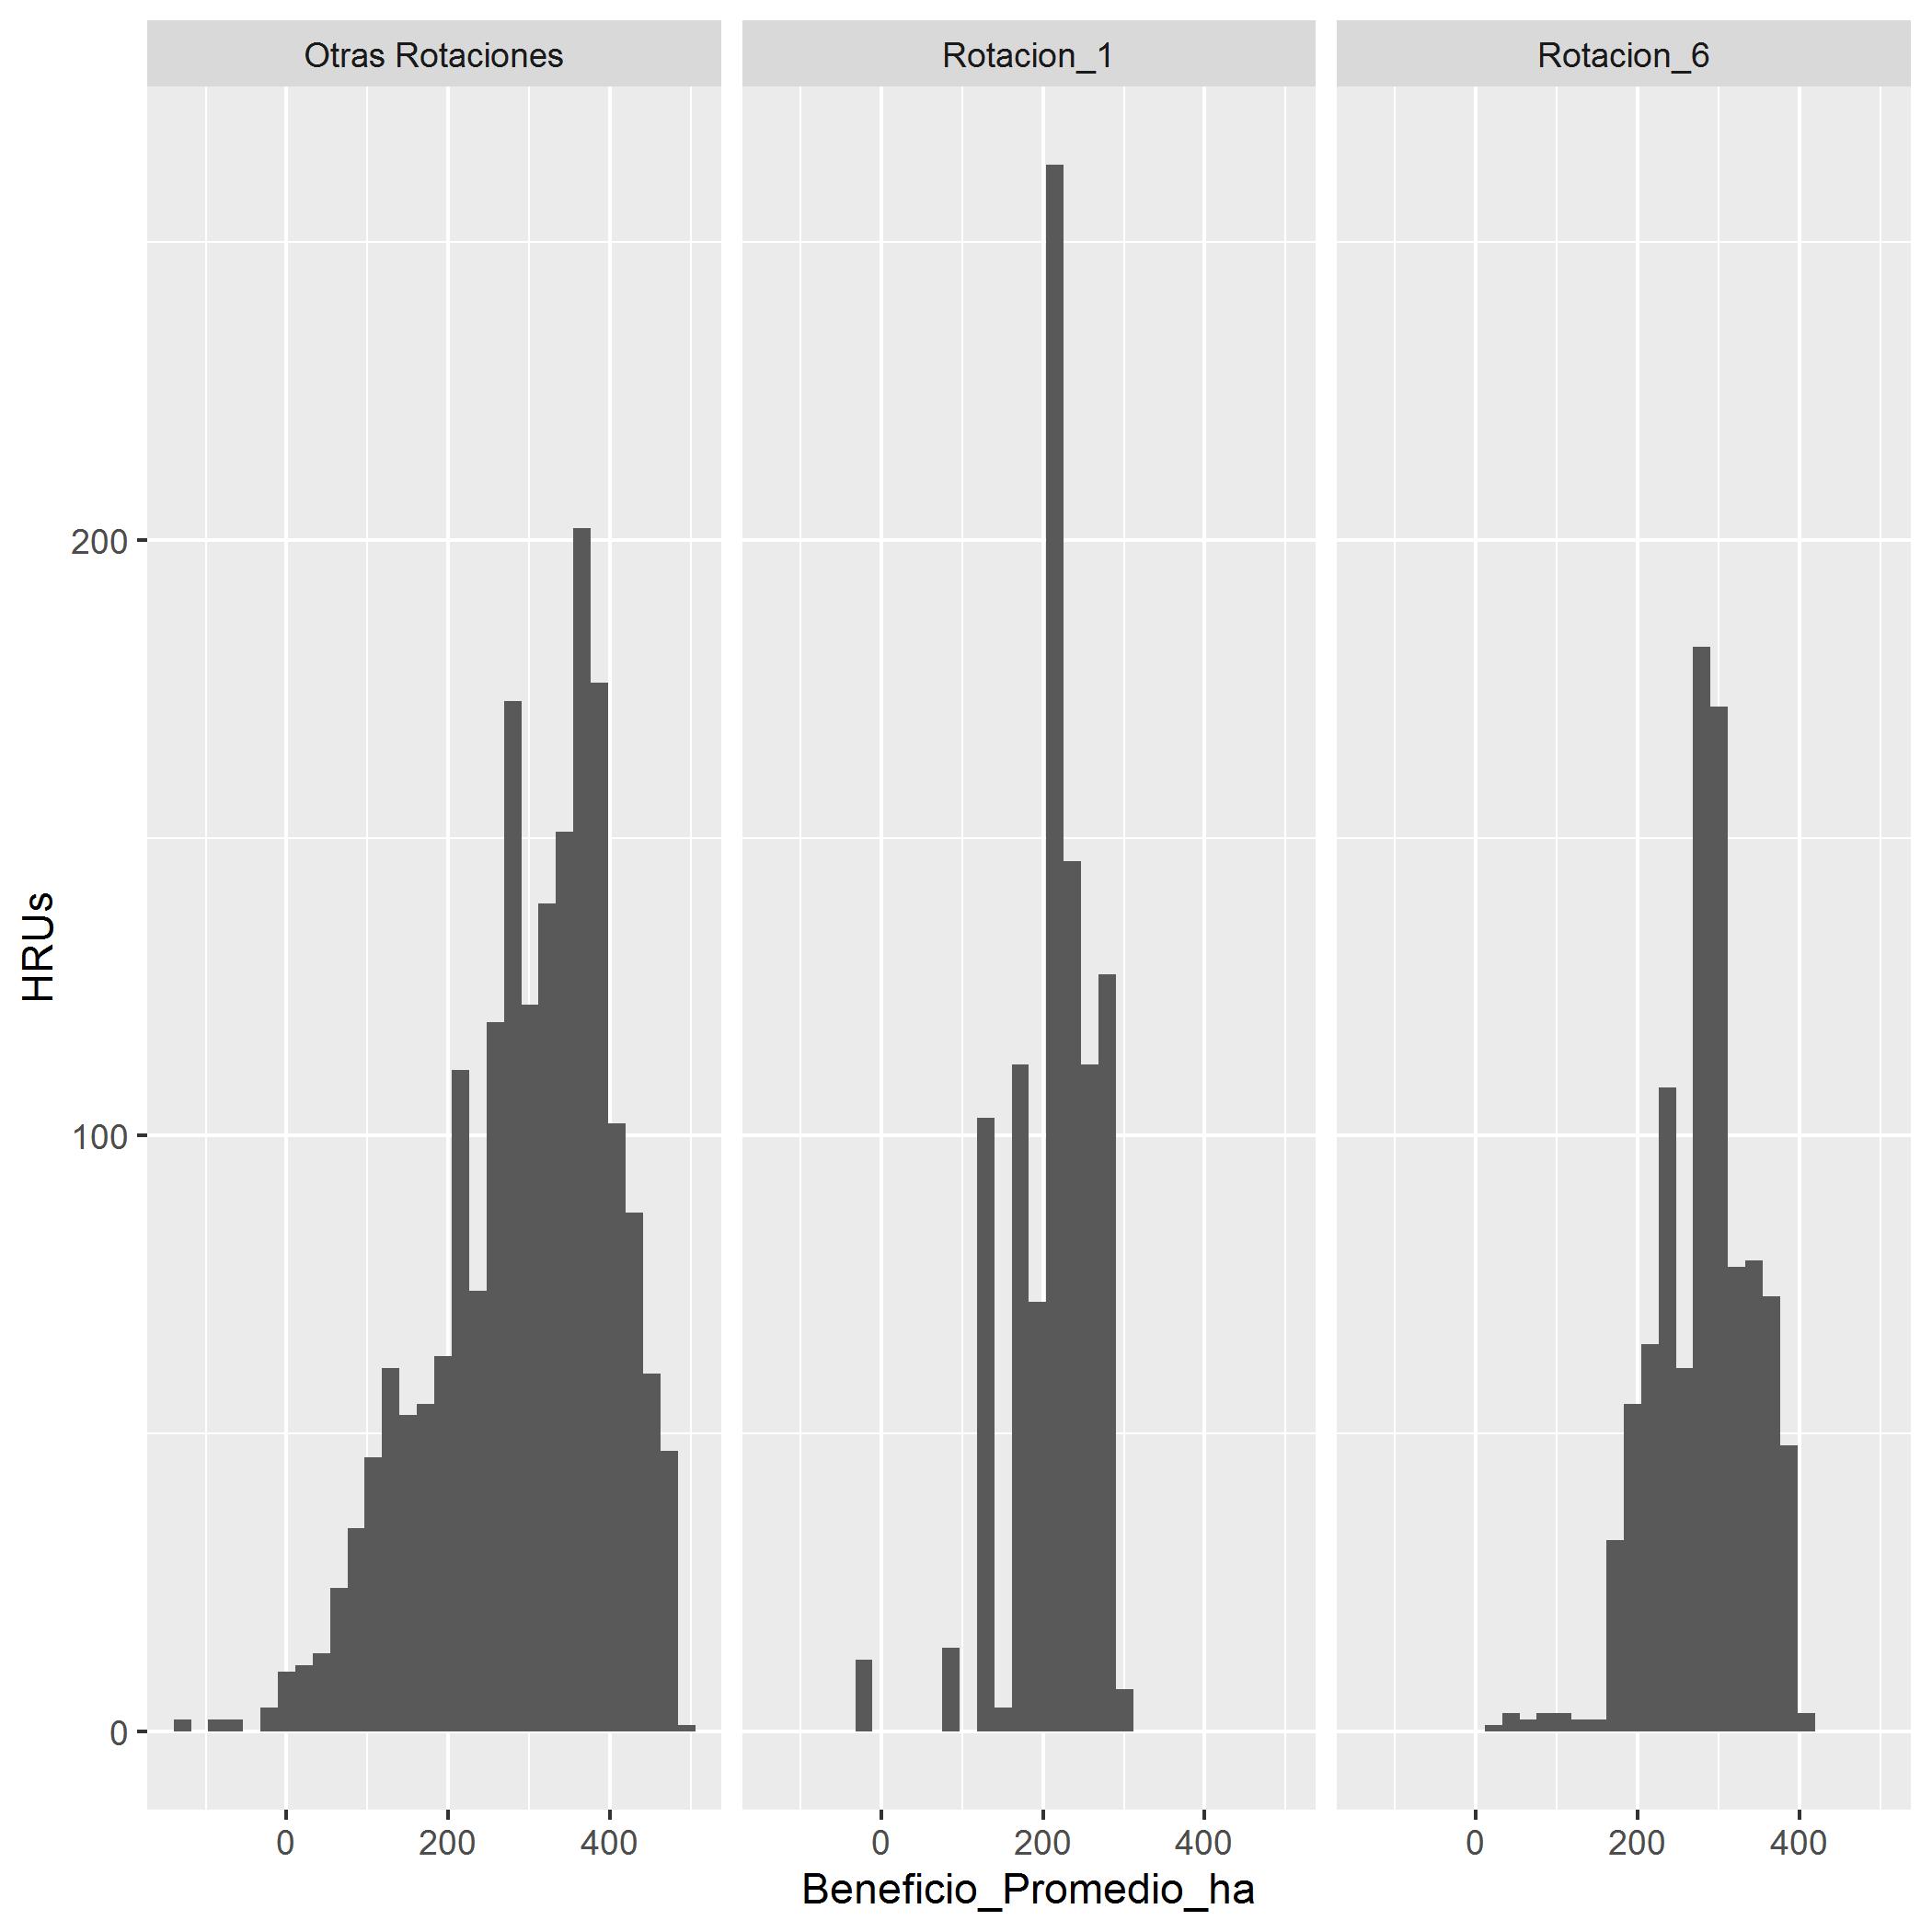 Otras Rotaciones
Rotacion_1
Rotacion_6
HRUs
200
100
0
0 200 400
0 200 400
0 200 400
Beneficio_Promedio_ha